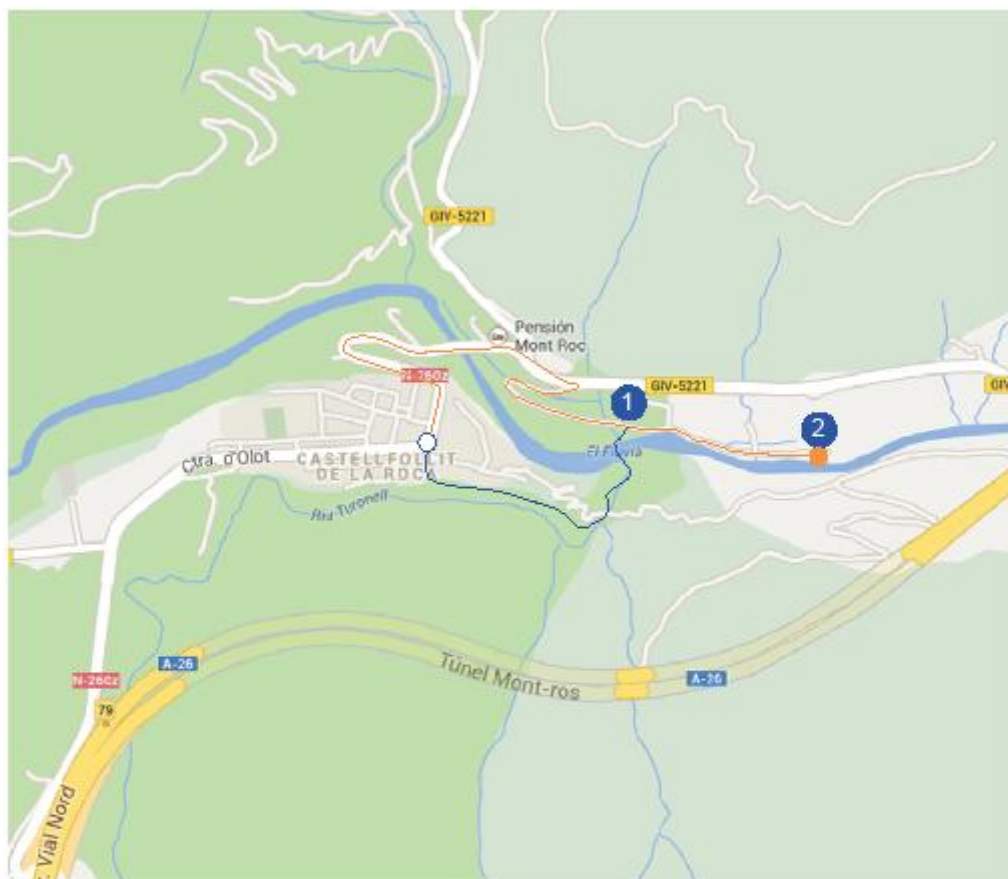 GIV-5221
Pensión
Mont Roc
N-260z
GIV-5221
GIV
1
2
Ctra. d'Olot
CASTELLFOLLIT
DE LA ROCA
El Fluvià
Riu Turonell
Túnel Mont-ros
A-26
A-26
N-260z
79
Vial Nord